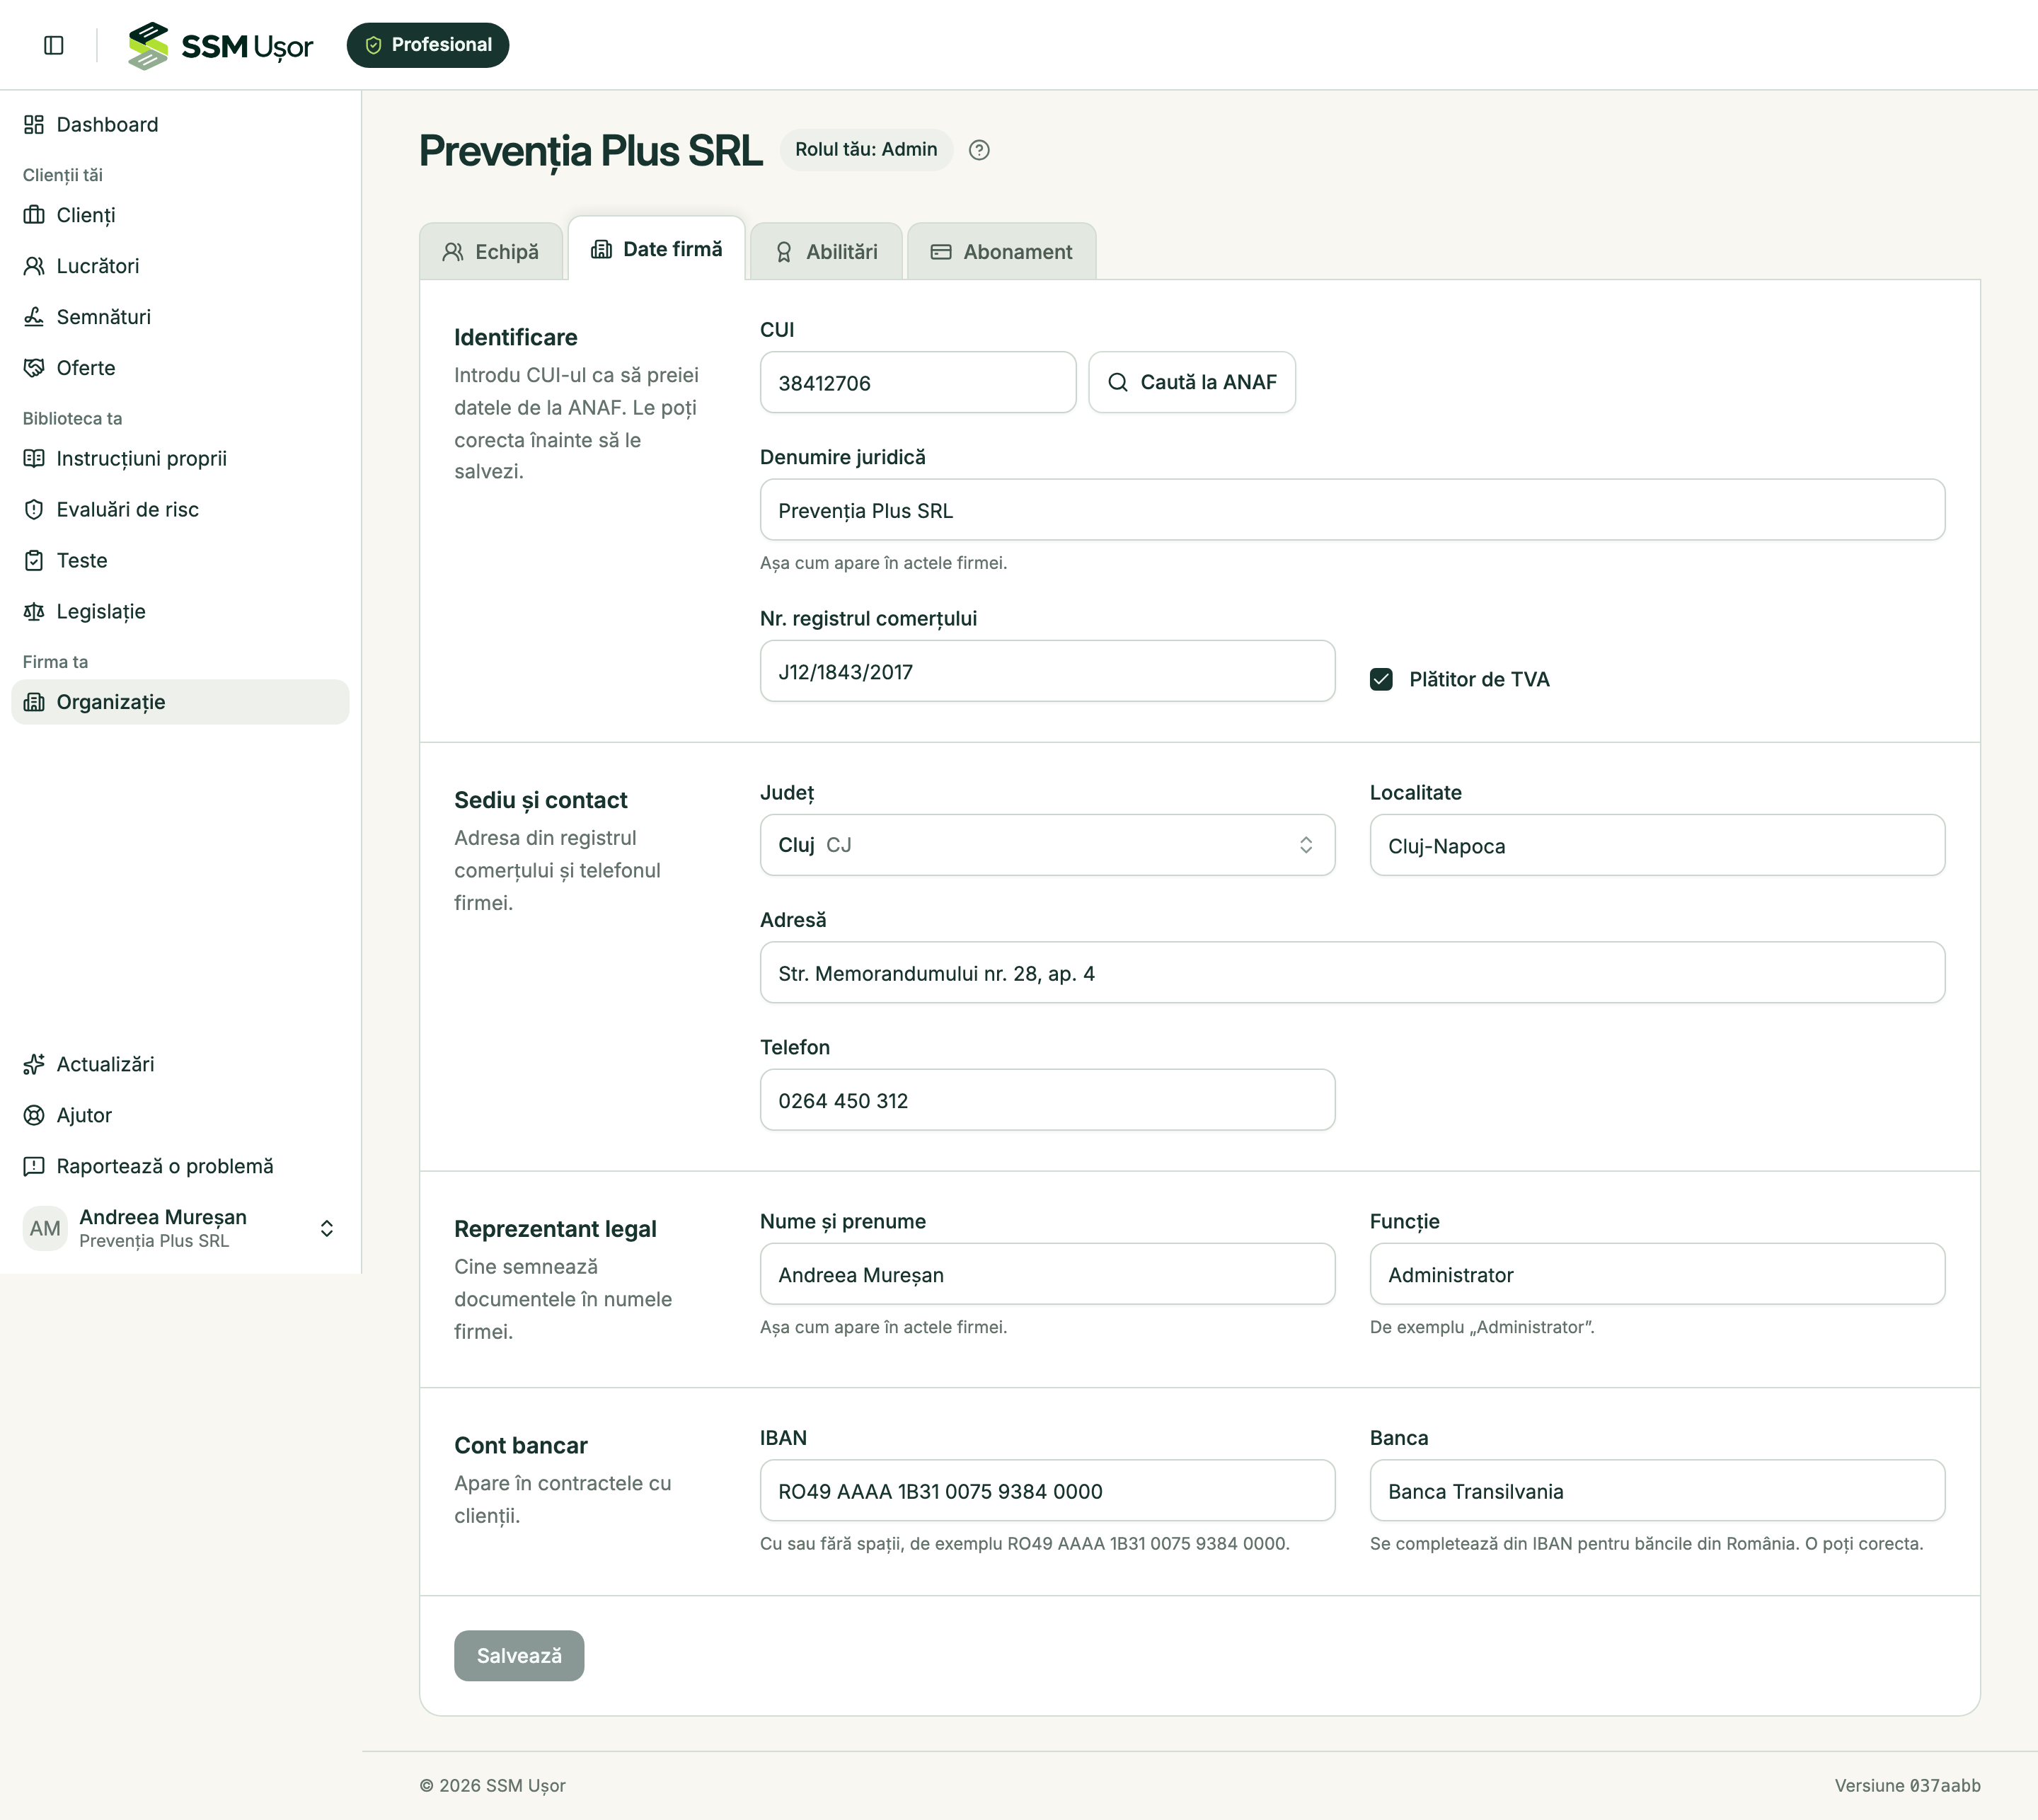 SSM Ușor
Profesional
Dashboard
Clienții tăi
Clienți
Lucrători
Semnături
Oferte
Biblioteca ta
Instrucțiuni proprii
Evaluări de risc
Teste
Legislație
Firma ta
Organizație
Actualizări
Ajutor
Raportează o problemă
AM
Andreea Mureșan
Prevenția Plus SRL
Prevenția Plus SRL
Rolul tău: Admin
Echipă
Date firmă
Abilitări
Abonament
Identificare
Introdu CUI-ul ca să preiei
datele de la ANAF. Le poți
corecta înainte să le
salvezi.
CUI
38412706
Caută la ANAF
Denumire juridică
Prevenția Plus SRL
Așa cum apare în actele firmei.
Nr. registrul comerțului
J12/1843/2017
Plătitor de TVA
Sediu și contact
Adresa din registrul
comerțului și telefonul
firmei.
Județ
Cluj CJ
Localitate
Cluj-Napoca
Adresă
Str. Memorandumului nr. 28, ap. 4
Telefon
0264 450 312
Reprezentant legal
Cine semnează
documentele în numele
firmei.
Nume și prenume
Andreea Mureșan
Așa cum apare în actele firmei.
Funcție
Administrator
De exemplu „Administrator”.
Cont bancar
Apare în contractele cu
clienții.
IBAN
RO49 AAAA 1B31 0075 9384 0000
Cu sau fără spații, de exemplu RO49 AAAA 1B31 0075 9384 0000.
Banca
Banca Transilvania
Se completează din IBAN pentru băncile din România. O poți corecta.
Salvează
© 2026 SSM Ușor
Versiune 037aabb